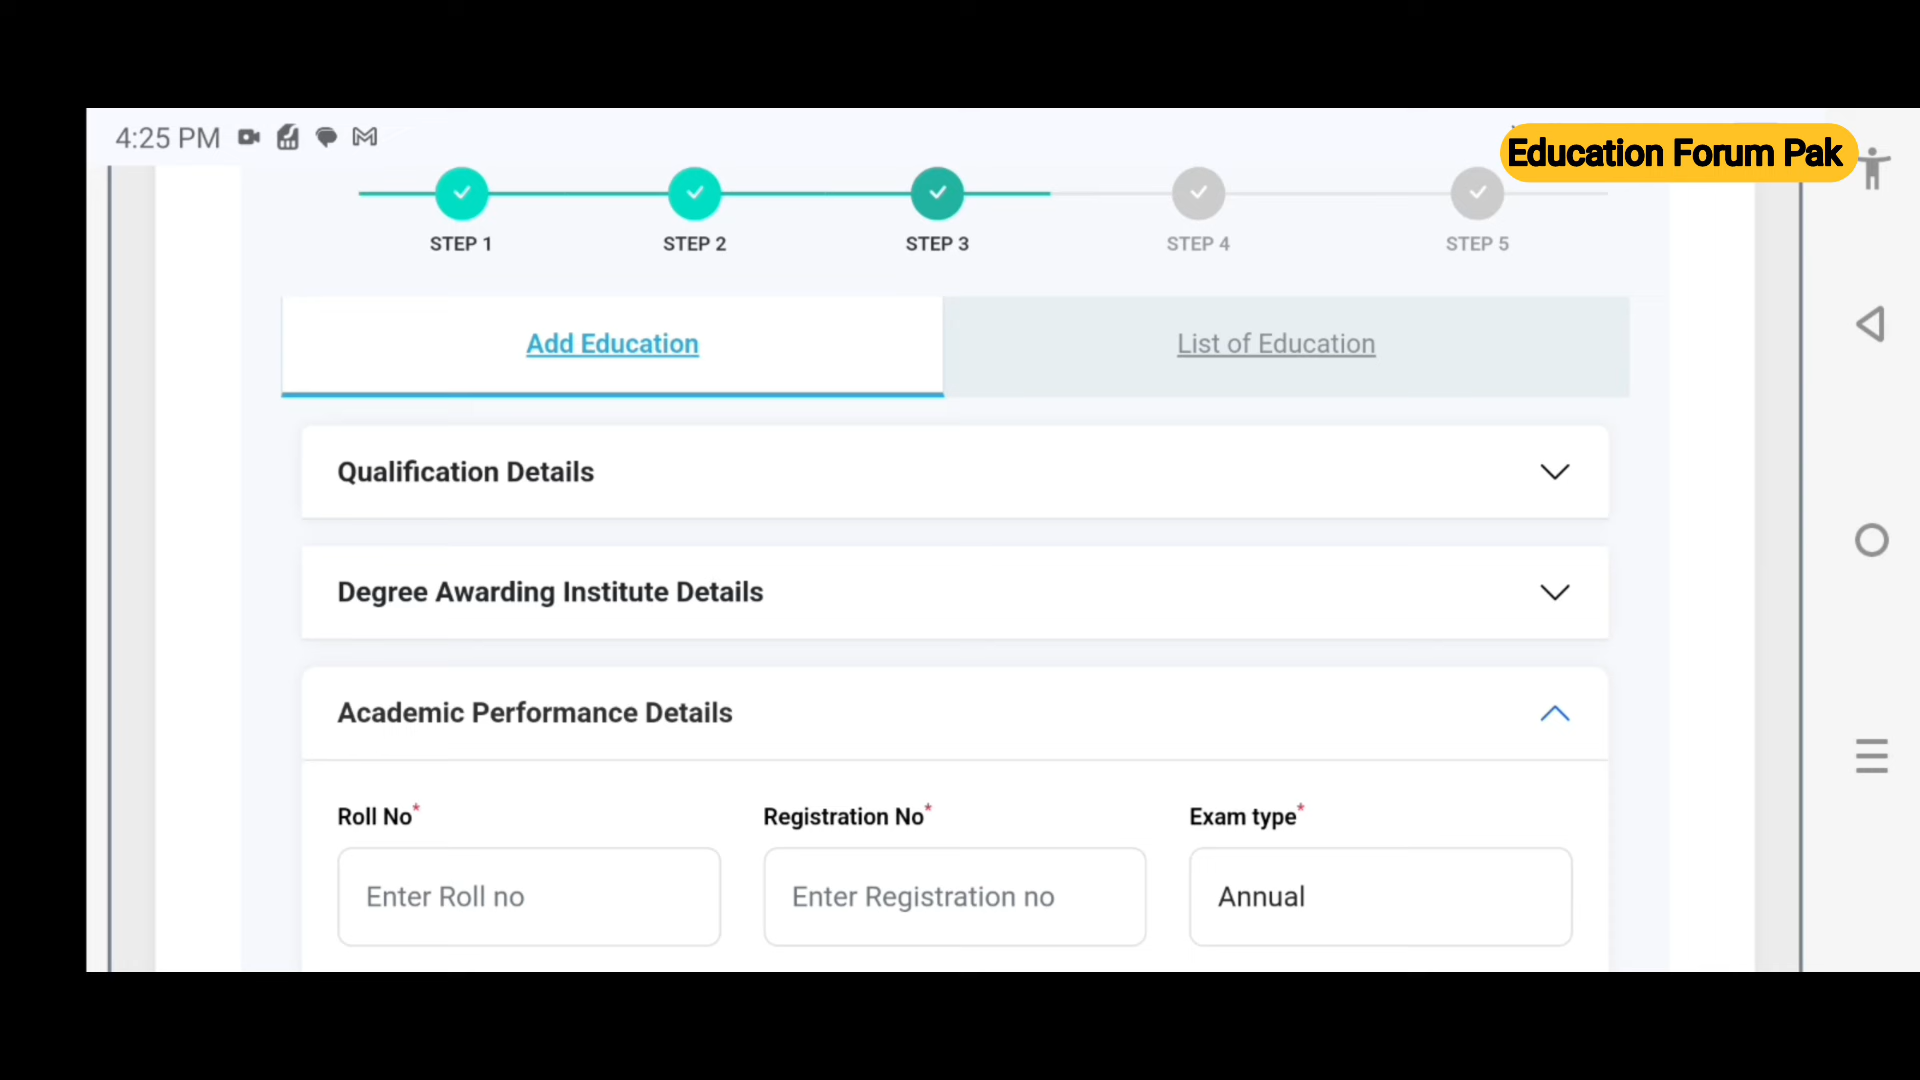 4:25 PM
Education Forum Pak
STEP 1
STEP 2
STEP 3
STEP 4
STEP 5
Add Education
List of Education
Qualification Details
Degree Awarding Institute Details
Academic Performance Details
Roll No*
Registration No*
Exam type*
Enter Roll no
Enter Registration no
Annual